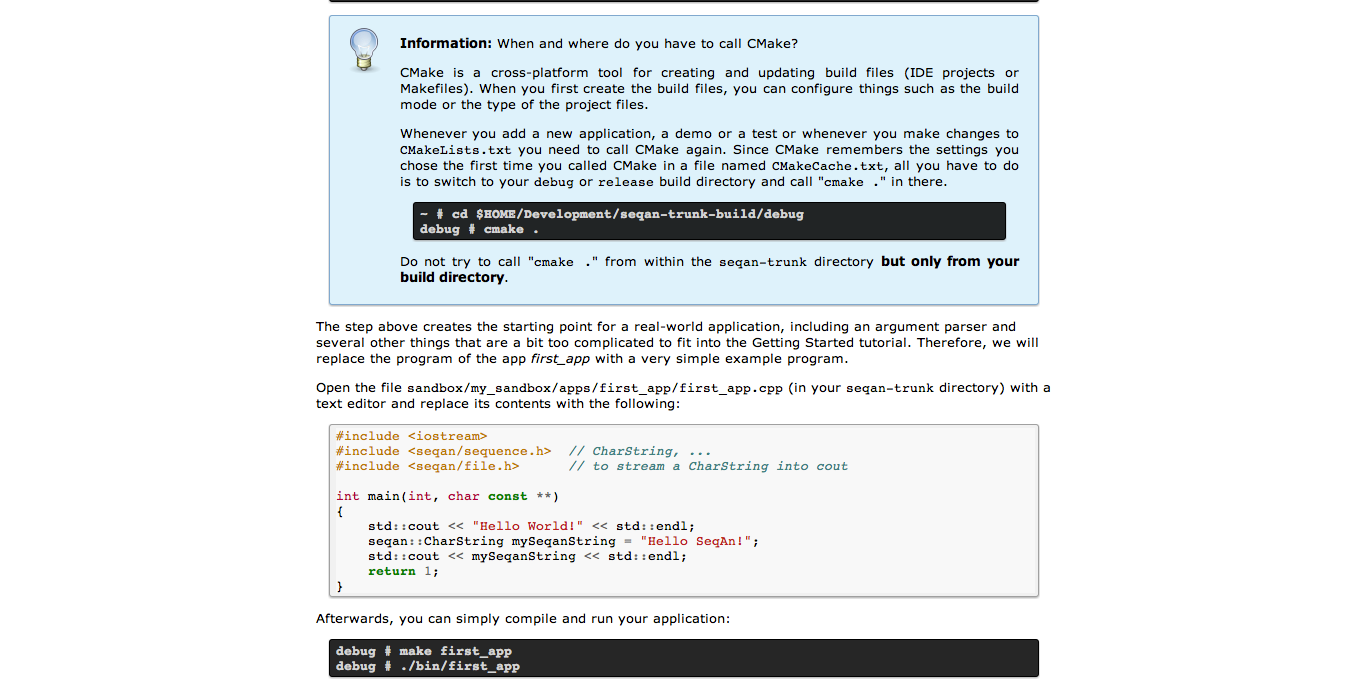 Information: When and where do you have to call CMake?
CMake is a cross-platform tool for creating and updating build files (IDE projects or
Makefiles). When you first create the build files, you can configure things such as the build
mode or the type of the project files.
Whenever you add a new application, a demo or a test or whenever you make changes to
CMakeLists.txt you need to call CMake again. Since CMake remembers the settings you
chose the first time you called CMake in a file named CMakeCache.txt, all you have to do
is to switch to your debug or release build directory and call "cmake ." in there.
~ # cd $HOME/Development/seqan-trunk-build/debug
debug # cmake .
Do not try to call "cmake ." from within the seqan-trunk directory but only from your
build directory.
The step above creates the starting point for a real-world application, including an argument parser and
several other things that are a bit too complicated to fit into the Getting Started tutorial. Therefore, we will
replace the program of the app first_app with a very simple example program.
Open the file sandbox/my_sandbox/apps/first_app/first_app.cpp (in your seqan-trunk directory) with a
text editor and replace its contents with the following:
#include <iostream>
#include <seqan/sequence.h>  // CharString, ...
#include <seqan/file.h>      // to stream a CharString into cout
int main(int, char const **)
{
    std::cout << "Hello World!" << std::endl;
    seqan::CharString mySeqanString = "Hello SeqAn!";
    std::cout << mySeqanString << std::endl;
    return 1;
}
Afterwards, you can simply compile and run your application:
debug # make first_app
debug # ./bin/first_app